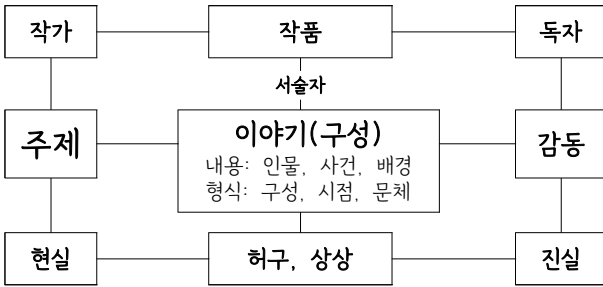 작가 작품 독자
서술자
주제 이야기(구성) 감동
내용: 인물, 사건, 배경
형식: 구성, 시점, 문체
현실 허구, 상상 진실